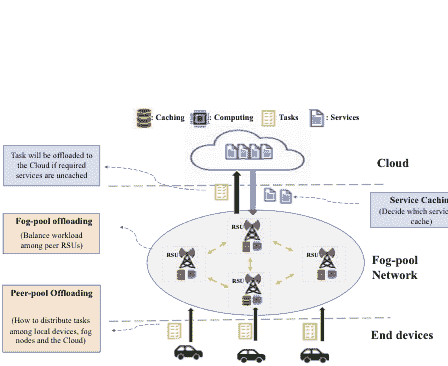 : Caching
: Computing
Tasks
: Services
Task will be offloaded to
the Cloud if required
services are uncached
Cloud
Service Cachin
(Decide which servic
cache)
Fog-pool offloading
(Balance workload
among peer RSUs)
RSU
RSU
RSU
RSU
Fog-pool
Network
Peer-pool Offloading
(How to distribute tasks
among local devices, fog
nodes and the Cloud)
End devices